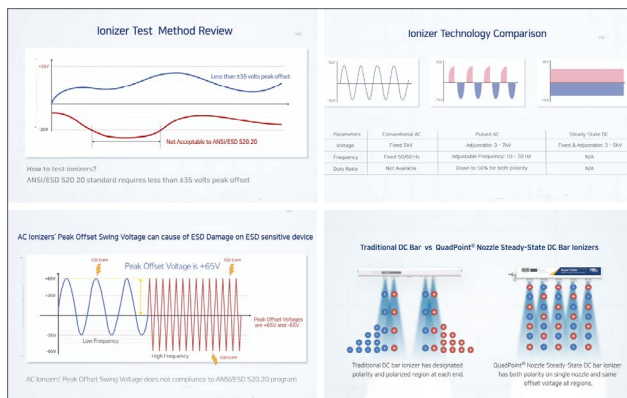 Ionizer Test Method Review
+35V
Less than ±35 volts peak offset
-35V
Not Acceptable to ANSI/ESD S20.20
How to test ionizers?
ANSI/ESD S20.20 standard requires less than ±35 volts peak offset
Ionizer Technology Comparison
Parameters Conventional AC Pulsed AC Steady-State DC
Voltage Fixed 5kV Adjustable: 3 - 7kV Fixed & Adjustable: 3 - 5kV
Frequency Fixed 50/60 Hz Adjustable Frequency: 10 - 30 Hz N/A
Duty Ratio Not Available Down to 50% for both polarity N/A
AC Ionizers' Peak Offset Swing Voltage can cause of ESD Damage on ESD sensitive device
ESD Event
ESD Event
Peak Offset Voltage is +65V
+65V
+35V
Peak Offset Voltages
are +65V and -65V
-35V
-65V
Low Frequency
High Frequency
ESD Event
AC Ionizers' Peak Offset Swing Voltage does not compliance to ANSI/ESD S20.20 program
Traditional DC Bar vs QuadPoint® Nozzle Steady-State DC Bar Ionizers
Traditional DC bar ionizer has designated
polarity and polarized region at each end.
QuadPoint® Nozzle Steady-State DC bar ionizer
has both polarity on single nozzle and same
offset voltage all regions.